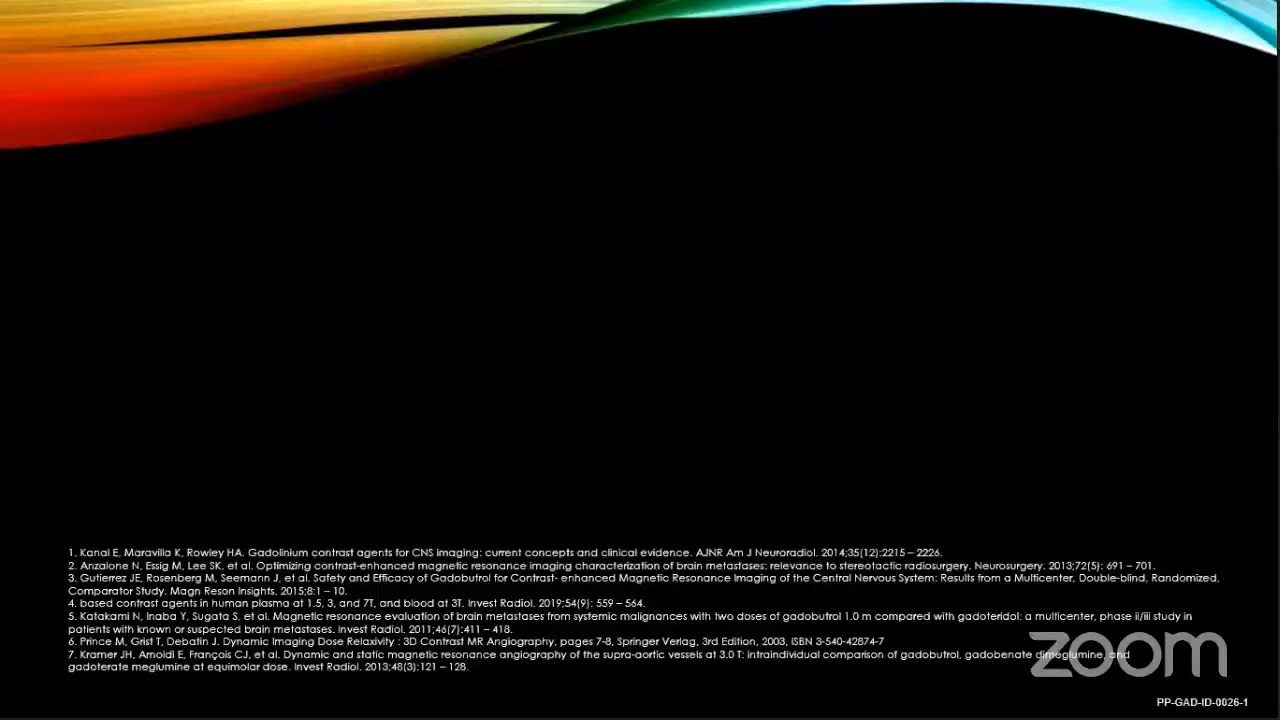 1. Kanal E, Maravilla K, Rowley HA. Gadolinium contrast agents for CNS imaging: current concepts and clinical evidence. AJNR Am J Neuroradiol. 2014;35(12):2215 – 2226.
2. Anzalone N, Essig M, Lee SK, et al. Optimizing contrast-enhanced magnetic resonance imaging characterization of brain metastases: relevance to stereotactic radiosurgery. Neurosurgery. 2013;72(5): 691 – 701.
3. Gutierrez JE, Rosenberg M, Seemann J, et al. Safety and Efficacy of Gadobutrol for Contrast- enhanced Magnetic Resonance Imaging of the Central Nervous System: Results from a Multicenter, Double-blind, Randomized,
Comparator Study. Magn Reson Insights. 2015;8:1 – 10.
4. based contrast agents in human plasma at 1.5, 3, and 7T, and blood at 3T. Invest Radiol. 2019;54(9): 559 – 564.
5. Katakami N, Inaba Y, Sugata S, et al. Magnetic resonance evaluation of brain metastases from systemic malignances with two doses of gadobutrol 1.0 m compared with gadoteridol: a multicenter, phase ii/iii study in
patients with known or suspected brain metastases. Invest Radiol. 2011;46(7):411 – 418.
6. Prince M, Grist T, Debatin J. Dynamic Imaging Dose Relaxivity : 3D Contrast MR Angiography, pages 7-8, Springer Verlag, 3rd Edition, 2003, ISBN 3-540-42874-7
7. Kramer JH, Arnoldi E, François CJ, et al. Dynamic and static magnetic resonance angiography of the supra-aortic vessels at 3.0 T: intraindividual comparison of gadobutrol, gadobenate dimeglumine, and
gadoterate meglumine at equimolar dose. Invest Radiol. 2013;48(3):121 – 128.
zoom
PP-GAD-ID-0026-1